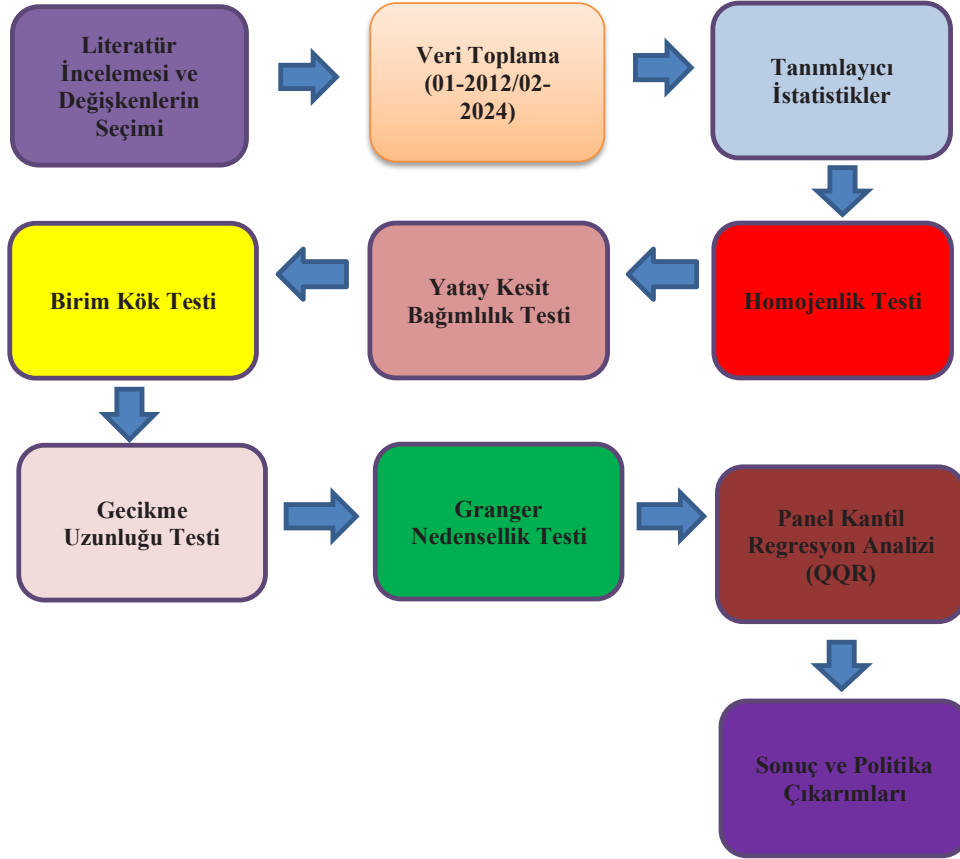 Literatür
İncelemesi ve
Değişkenlerin
Seçimi
Veri Toplama
(01-2012/02-
2024)
Tanımlayıcı
İstatistikler
Homojenlik Testi
Yatay Kesit
Bağımlılık Testi
Birim Kök Testi
Gecikme
Uzunluğu Testi
Granger
Nedensellik Testi
Panel Kantil
Regresyon Analizi
(QQR)
Sonuç ve Politika
Çıkarımları